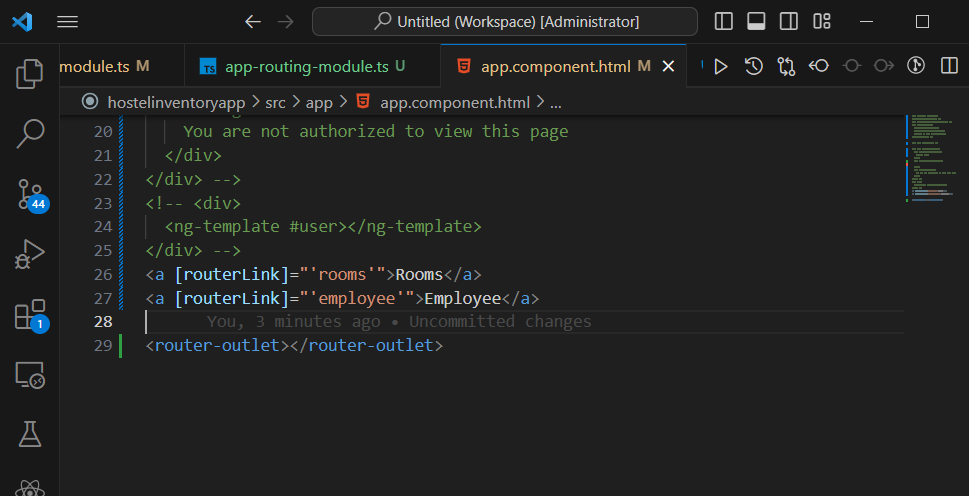 Untitled (Workspace) [Administrator]
module.ts M
TS app-routing-module.ts U
app.component.html M
hostelinventoryapp > src > app > app.component.html > ...
20 You are not authorized to view this page
21 </div>
22 </div> -->
23 <!-- <div>
24 <ng-template #user></ng-template>
25 </div> -->
26 <a [routerLink]="'rooms'">Rooms</a>
27 <a [routerLink]="'employee'">Employee</a>
28 You, 3 minutes ago • Uncommitted changes
29 <router-outlet></router-outlet>
44
1